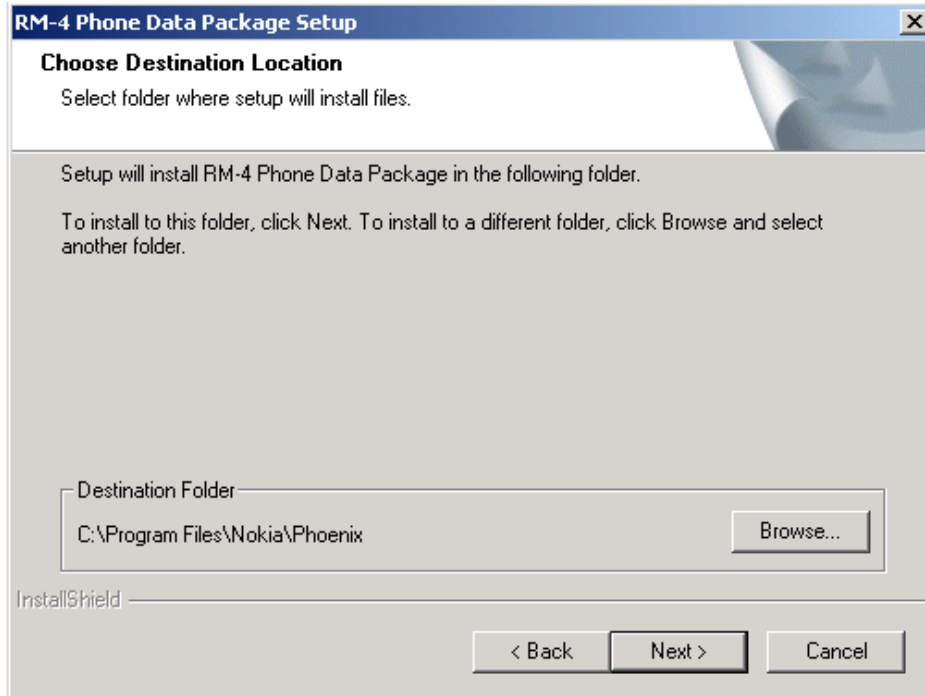 RM-4 Phone Data Package Setup
Choose Destination Location
Select folder where setup will install files.
Setup will install RM-4 Phone Data Package in the following folder.
To install to this folder, click Next. To install to a different folder, click Browse and select
another folder.
Destination Folder
C:\Program Files\Nokia\Phoenix
Browse...
InstallShield
< Back
Next >
Cancel